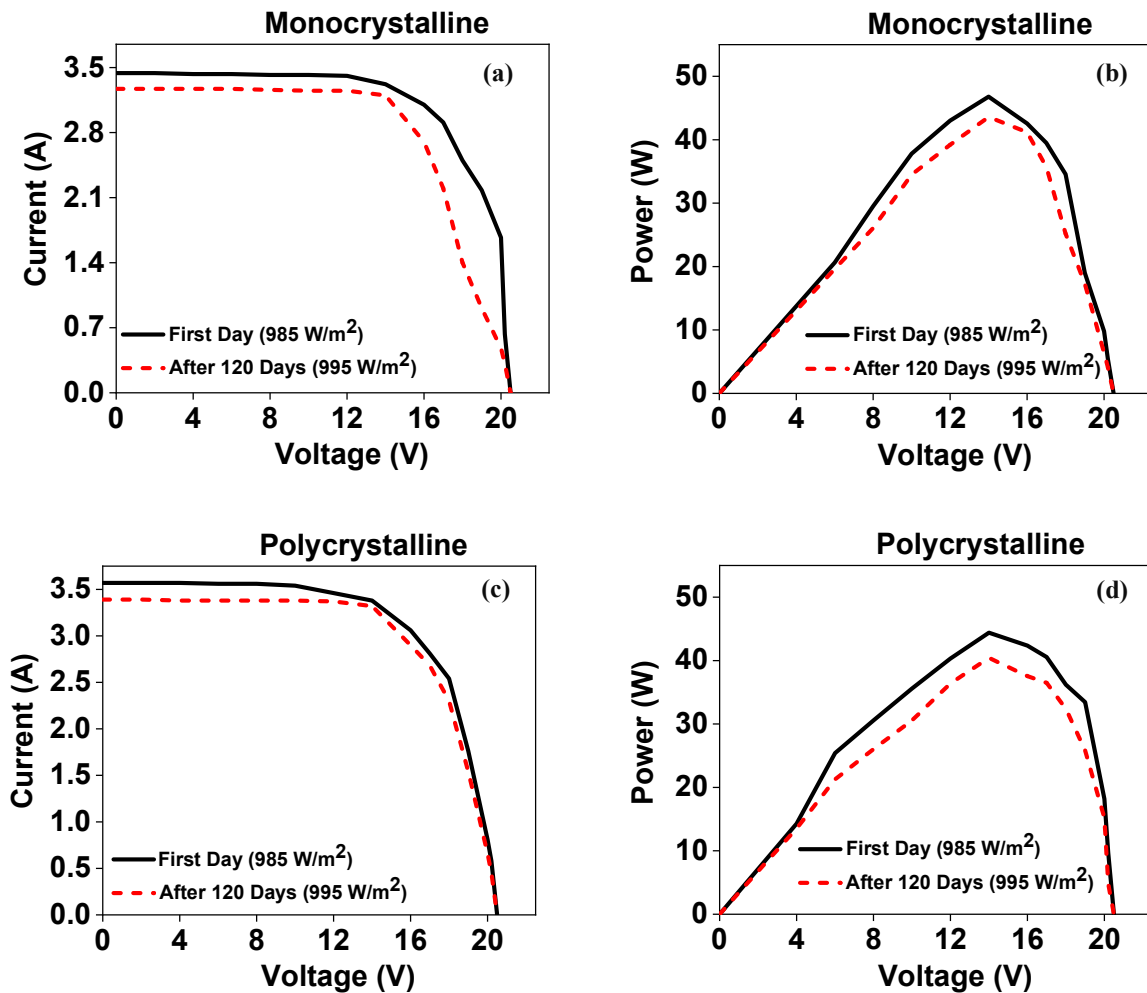 Monocrystalline
(a)
Current (A)
3.5
2.8
2.1
1.4
0.7
0.0
First Day (985 W/m²)
After 120 Days (995 W/m²)
0 4 8 12 16 20
Voltage (V)
Monocrystalline
(b)
Power (W)
50
40
30
20
10
0
First Day (985 W/m²)
After 120 Days (995 W/m²)
0 4 8 12 16 20
Voltage (V)
Polycrystalline
(c)
Current (A)
3.5
3.0
2.5
2.0
1.5
1.0
0.5
0.0
First Day (985 W/m²)
After 120 Days (995 W/m²)
0 4 8 12 16 20
Voltage (V)
Polycrystalline
(d)
Power (W)
50
40
30
20
10
0
First Day (985 W/m²)
After 120 Days (995 W/m²)
0 4 8 12 16 20
Voltage (V)